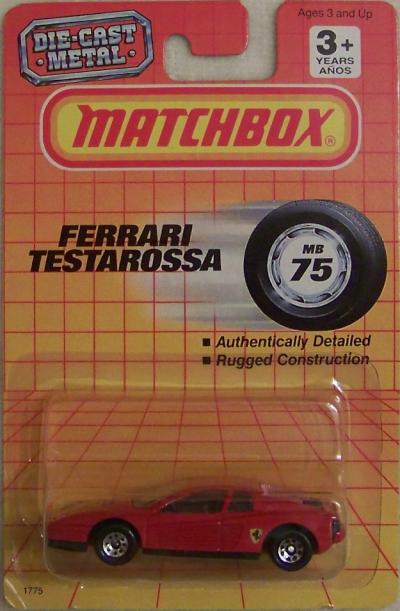 Ages 3 and Up
DIE-CAST
METAL
3+
YEARS
AÑOS
MATCHBOX®
FERRARI
TESTAROSSA
MB
75
■ Authentically Detailed
■ Rugged Construction
1775